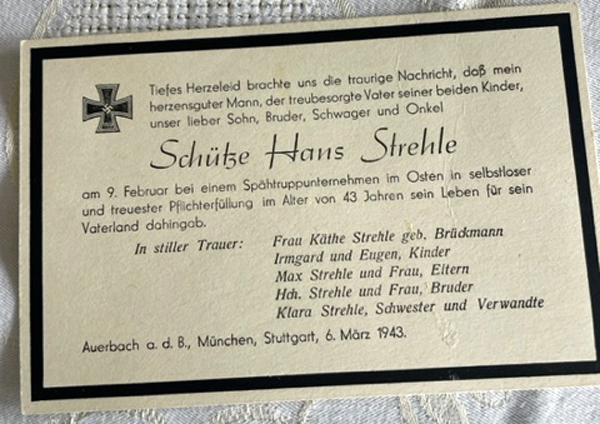 Tiefes Herzeleid brachte uns die traurige Nachricht, daß mein
herzensguter Mann, der treubesorgte Vater seiner beiden Kinder,
unser lieber Sohn, Bruder, Schwager und Onkel
Schütze Hans Strehle
am 9. Februar bei einem Spähtruppunternehmen im Osten in selbstloser
und treuester Pflichterfüllung im Alter von 43 Jahren sein Leben für sein
Vaterland dahingab.
In stiller Trauer: Frau Käthe Strehle geb. Brückmann
Irmgard und Eugen, Kinder
Max Strehle und Frau, Eltern
Hch. Strehle und Frau, Bruder
Klara Strehle, Schwester und Verwandte
Auerbach a. d. B., München, Stuttgart, 6. März 1943.